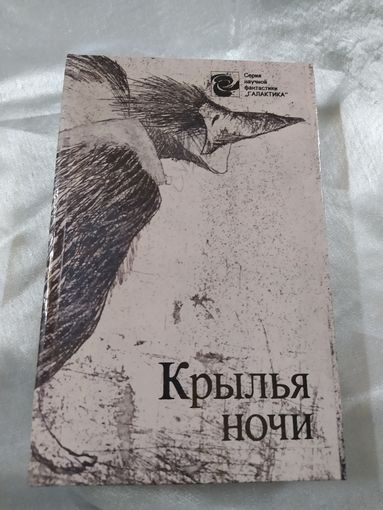 Серия
научной
фантастики
„ГАЛАКТИКА"
Крылья
ночи